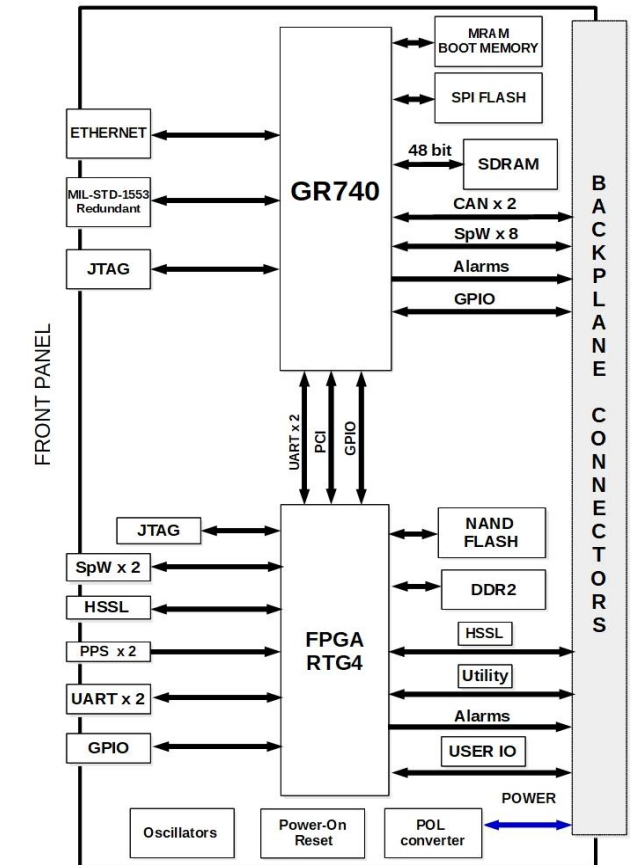 MRAM
BOOT MEMORY
SPI FLASH
ETHERNET
48 bit
SDRAM
GR740
MIL-STD-1553
Redundant
CAN x 2
SpW x 8
JTAG
Alarms
GPIO
BACKPLANE CONNECTORS
FRONT PANEL
UART x 2
PCI
GPIO
JTAG
NAND
FLASH
SpW x 2
DDR2
HSSL
FPGA
RTG4
HSSL
PPS x 2
Utility
UART x 2
Alarms
GPIO
USER IO
POWER
Oscillators
Power-On
Reset
POL
converter